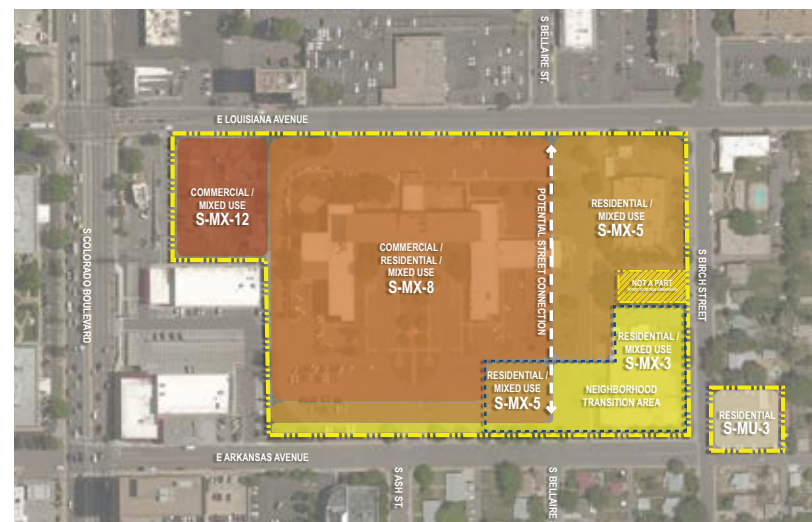 S BELLAIRE ST.
E LOUISIANA AVENUE
COMMERCIAL /
MIXED USE
S-MX-12
COMMERCIAL /
RESIDENTIAL /
MIXED USE
S-MX-8
POTENTIAL STREET CONNECTION
RESIDENTIAL /
MIXED USE
S-MX-5
S COLORADO BOULEVARD
S BIRCH STREET
NOT A PART
RESIDENTIAL /
MIXED USE
S-MX-3
RESIDENTIAL /
MIXED USE
S-MX-5
NEIGHBORHOOD
TRANSITION AREA
RESIDENTIAL
S-MU-3
E ARKANSAS AVENUE
S ASH ST.
S BELLAIRE